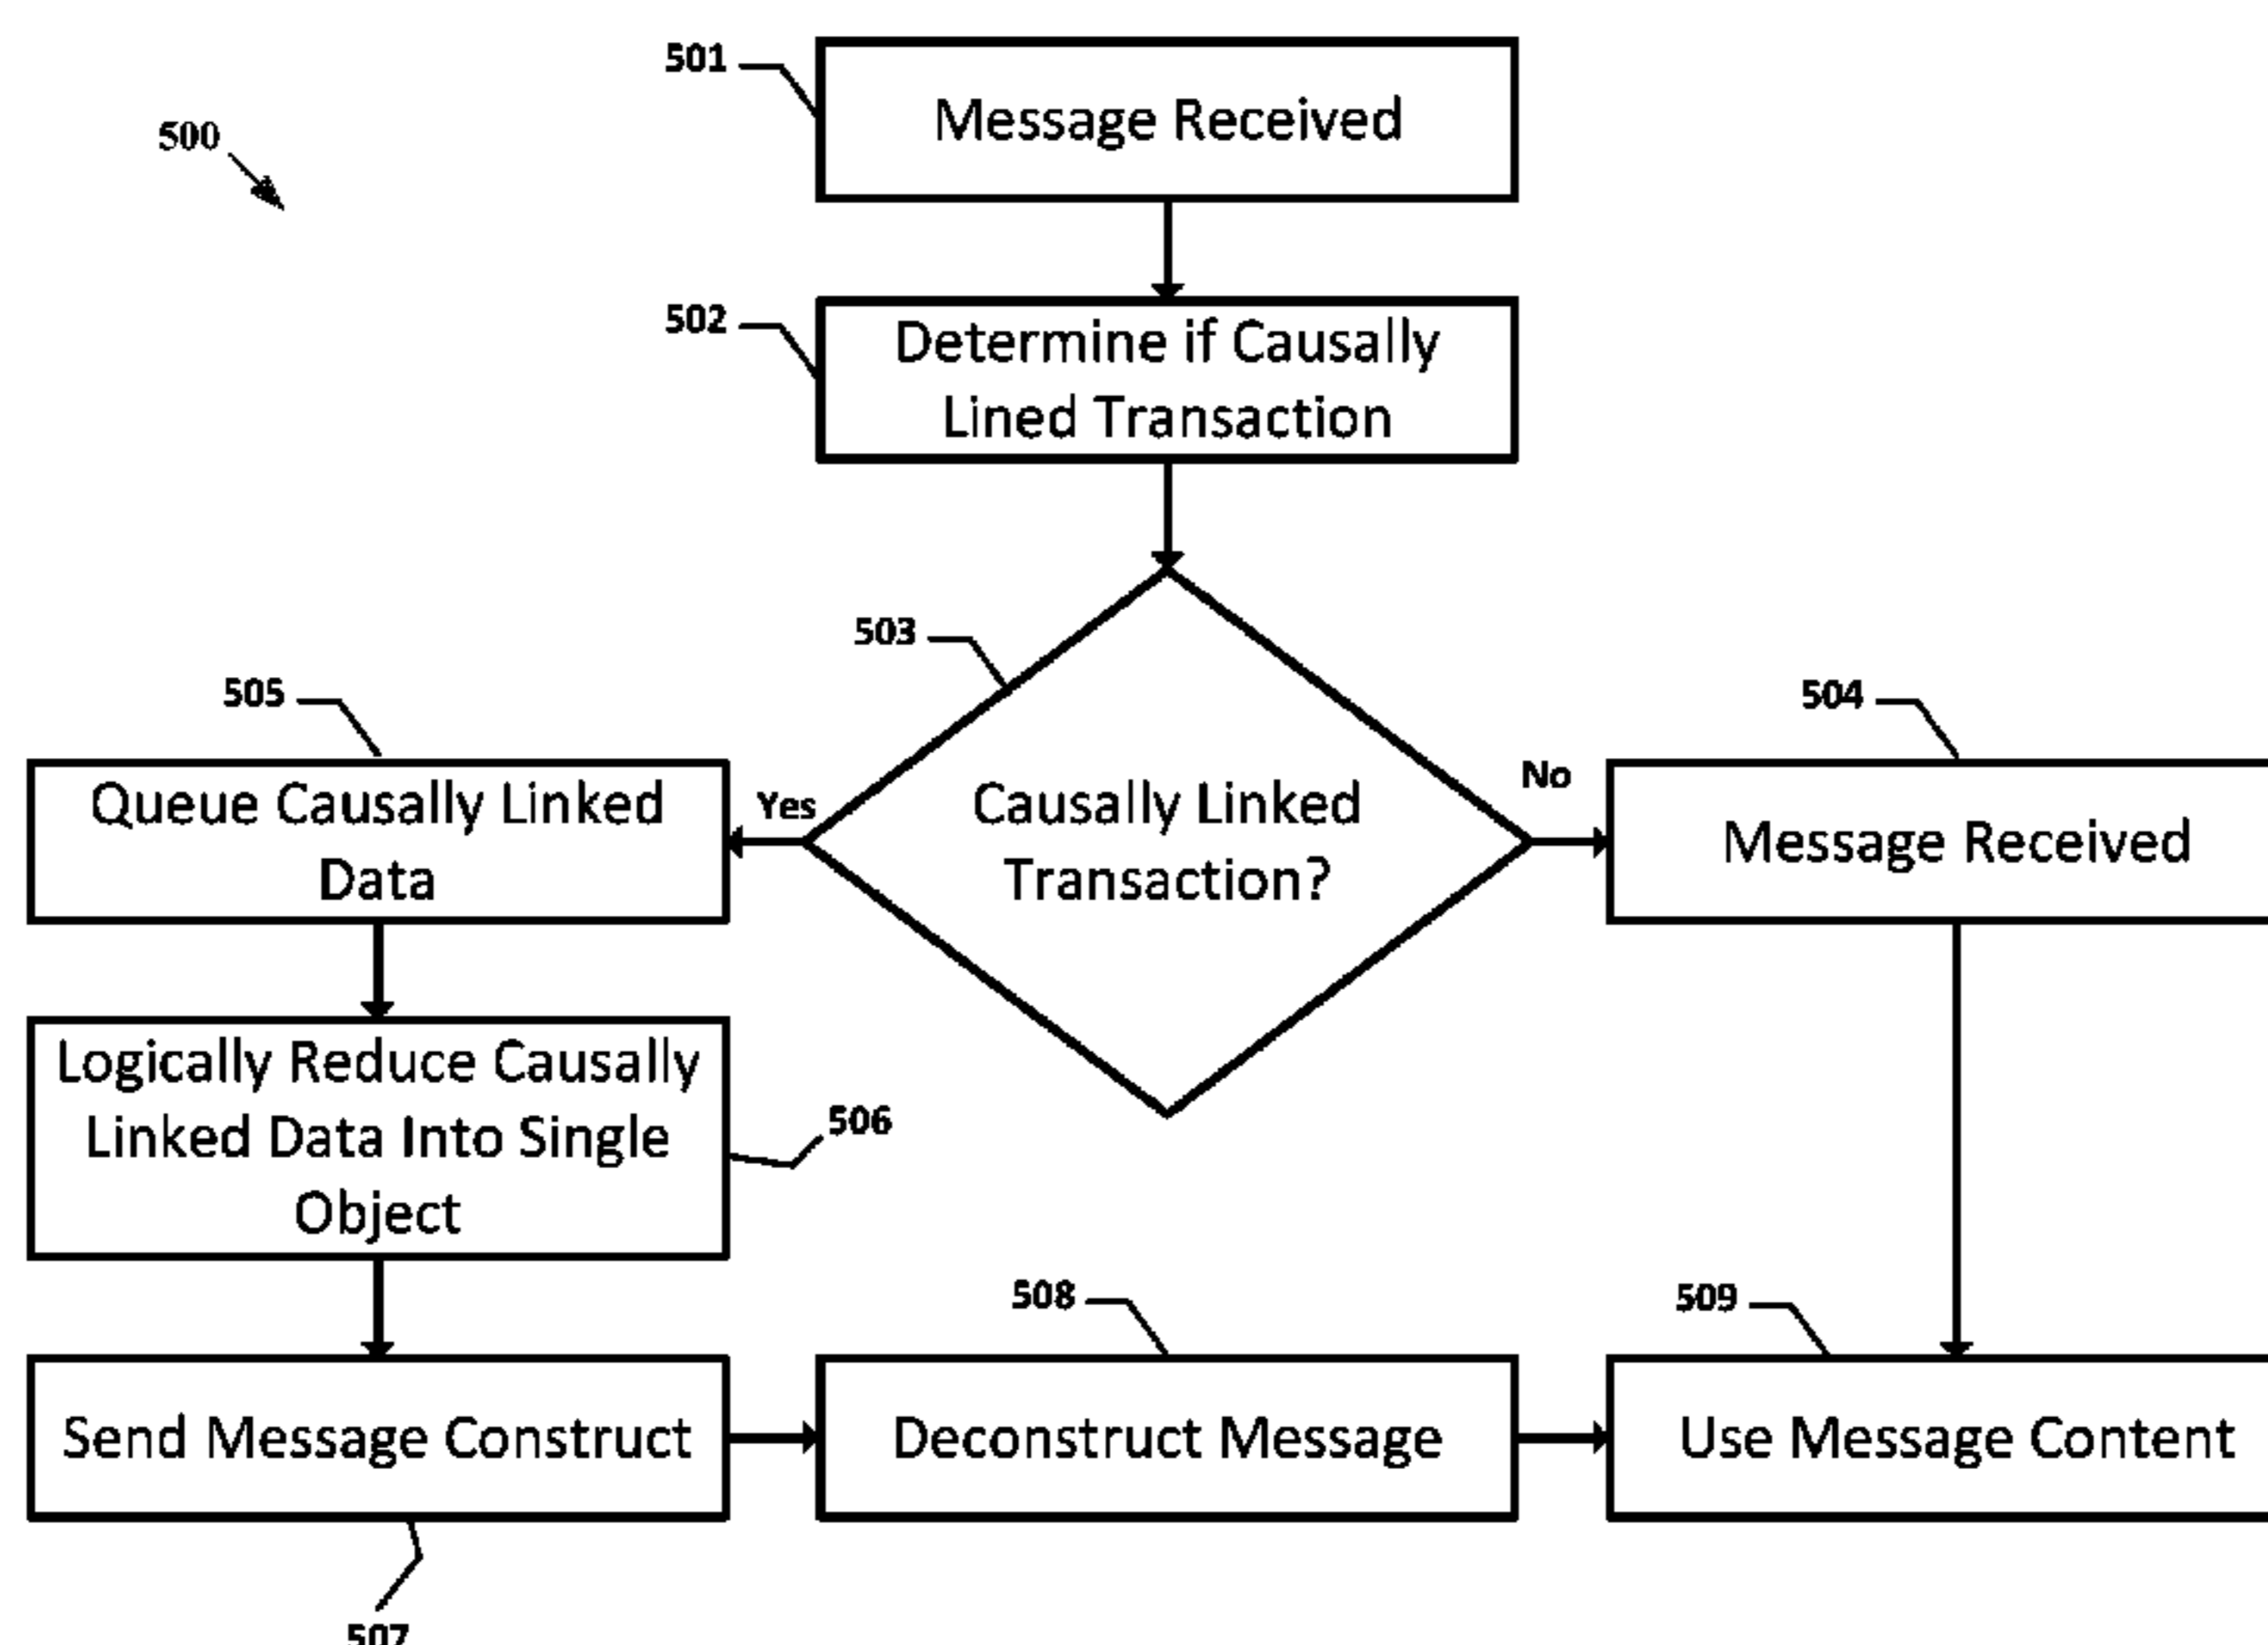 501
Message Received
500
502
Determine if Causally
Lined Transaction
503
505
504
Yes
No
Queue Causally Linked
Data
Causally Linked
Transaction?
Message Received
Logically Reduce Causally
Linked Data Into Single
Object
506
508
509
Send Message Construct
Deconstruct Message
Use Message Content
507